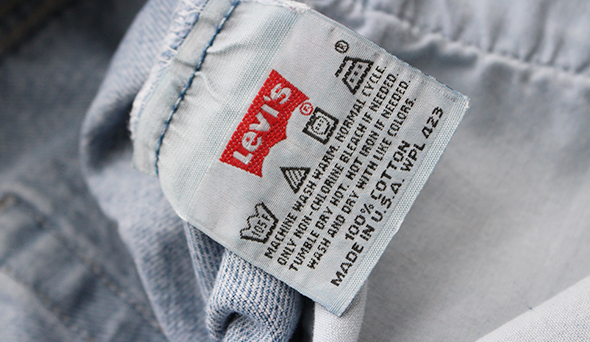 Levi's®
®
105
MACHINE WASH WARM. NORMAL CYCLE.
ONLY NON-CHLORINE BLEACH IF NEEDED.
TUMBLE DRY HOT. HOT IRON IF NEEDED.
WASH AND DRY WITH LIKE COLORS.
100% COTTON
MADE IN U.S.A. WPL 423